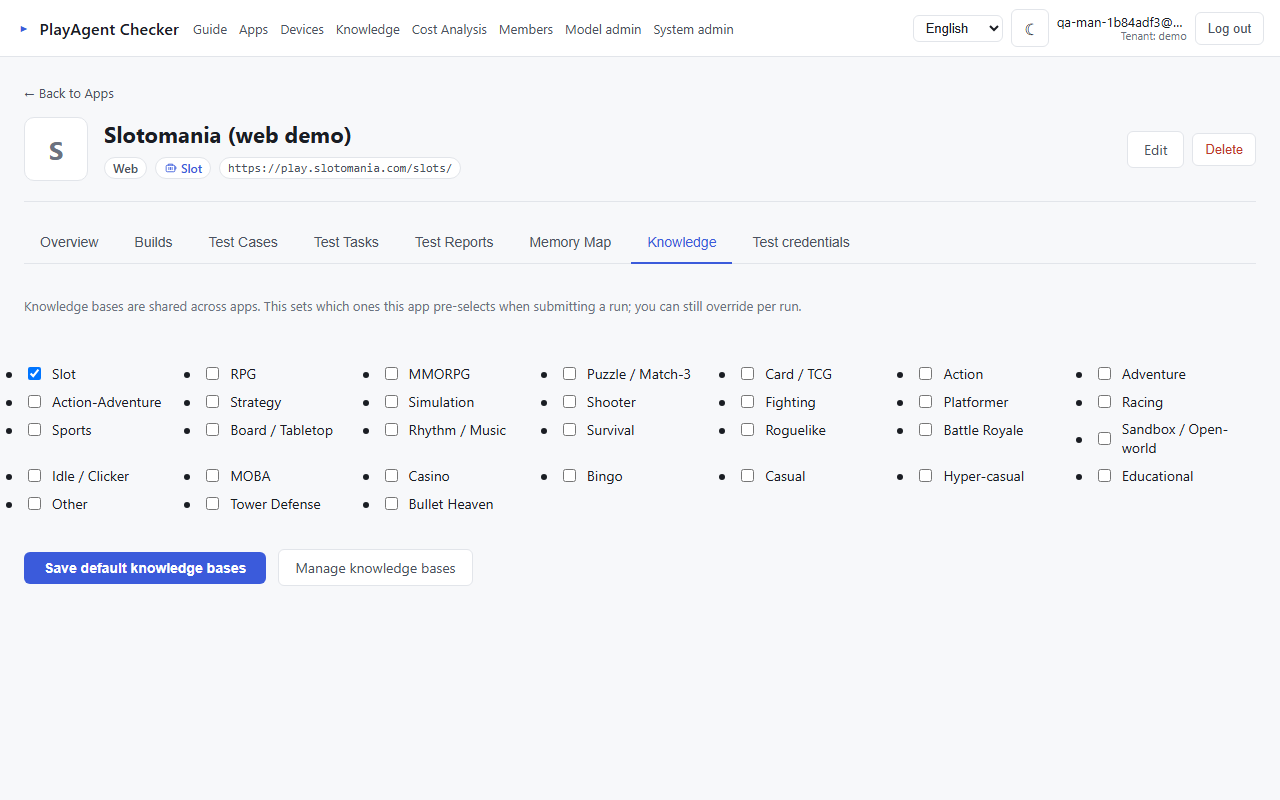 PlayAgent Checker Guide Apps Devices Knowledge Cost Analysis Members Model admin System admin English qa-man-1b84adf3@... Log out
Tenant: demo
← Back to Apps
S
Slotomania (web demo)
Web Slot https://play.slotomania.com/slots/
Edit Delete
Overview Builds Test Cases Test Tasks Test Reports Memory Map Knowledge Test credentials
Knowledge bases are shared across apps. This sets which ones this app pre-selects when submitting a run; you can still override per run.
Slot RPG MMORPG Puzzle / Match-3 Card / TCG Action Adventure
Action-Adventure Strategy Simulation Shooter Fighting Platformer Racing
Sports Board / Tabletop Rhythm / Music Survival Roguelike Battle Royale Sandbox / Open-
world
Idle / Clicker MOBA Casino Bingo Casual Hyper-casual Educational
Other Tower Defense Bullet Heaven
Save default knowledge bases Manage knowledge bases